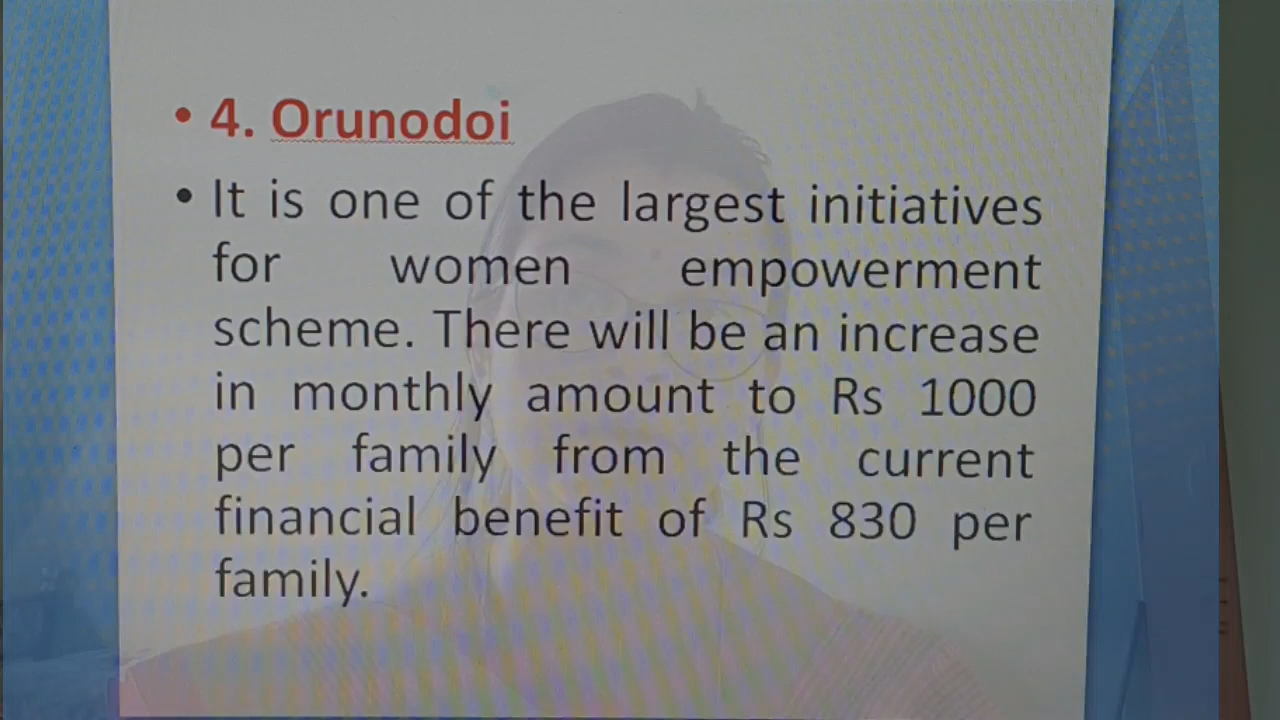 • 4. Orunodoi
• It is one of the largest initiatives
for women empowerment
scheme. There will be an increase
in monthly amount to Rs 1000
per family from the current
financial benefit of Rs 830 per
family.